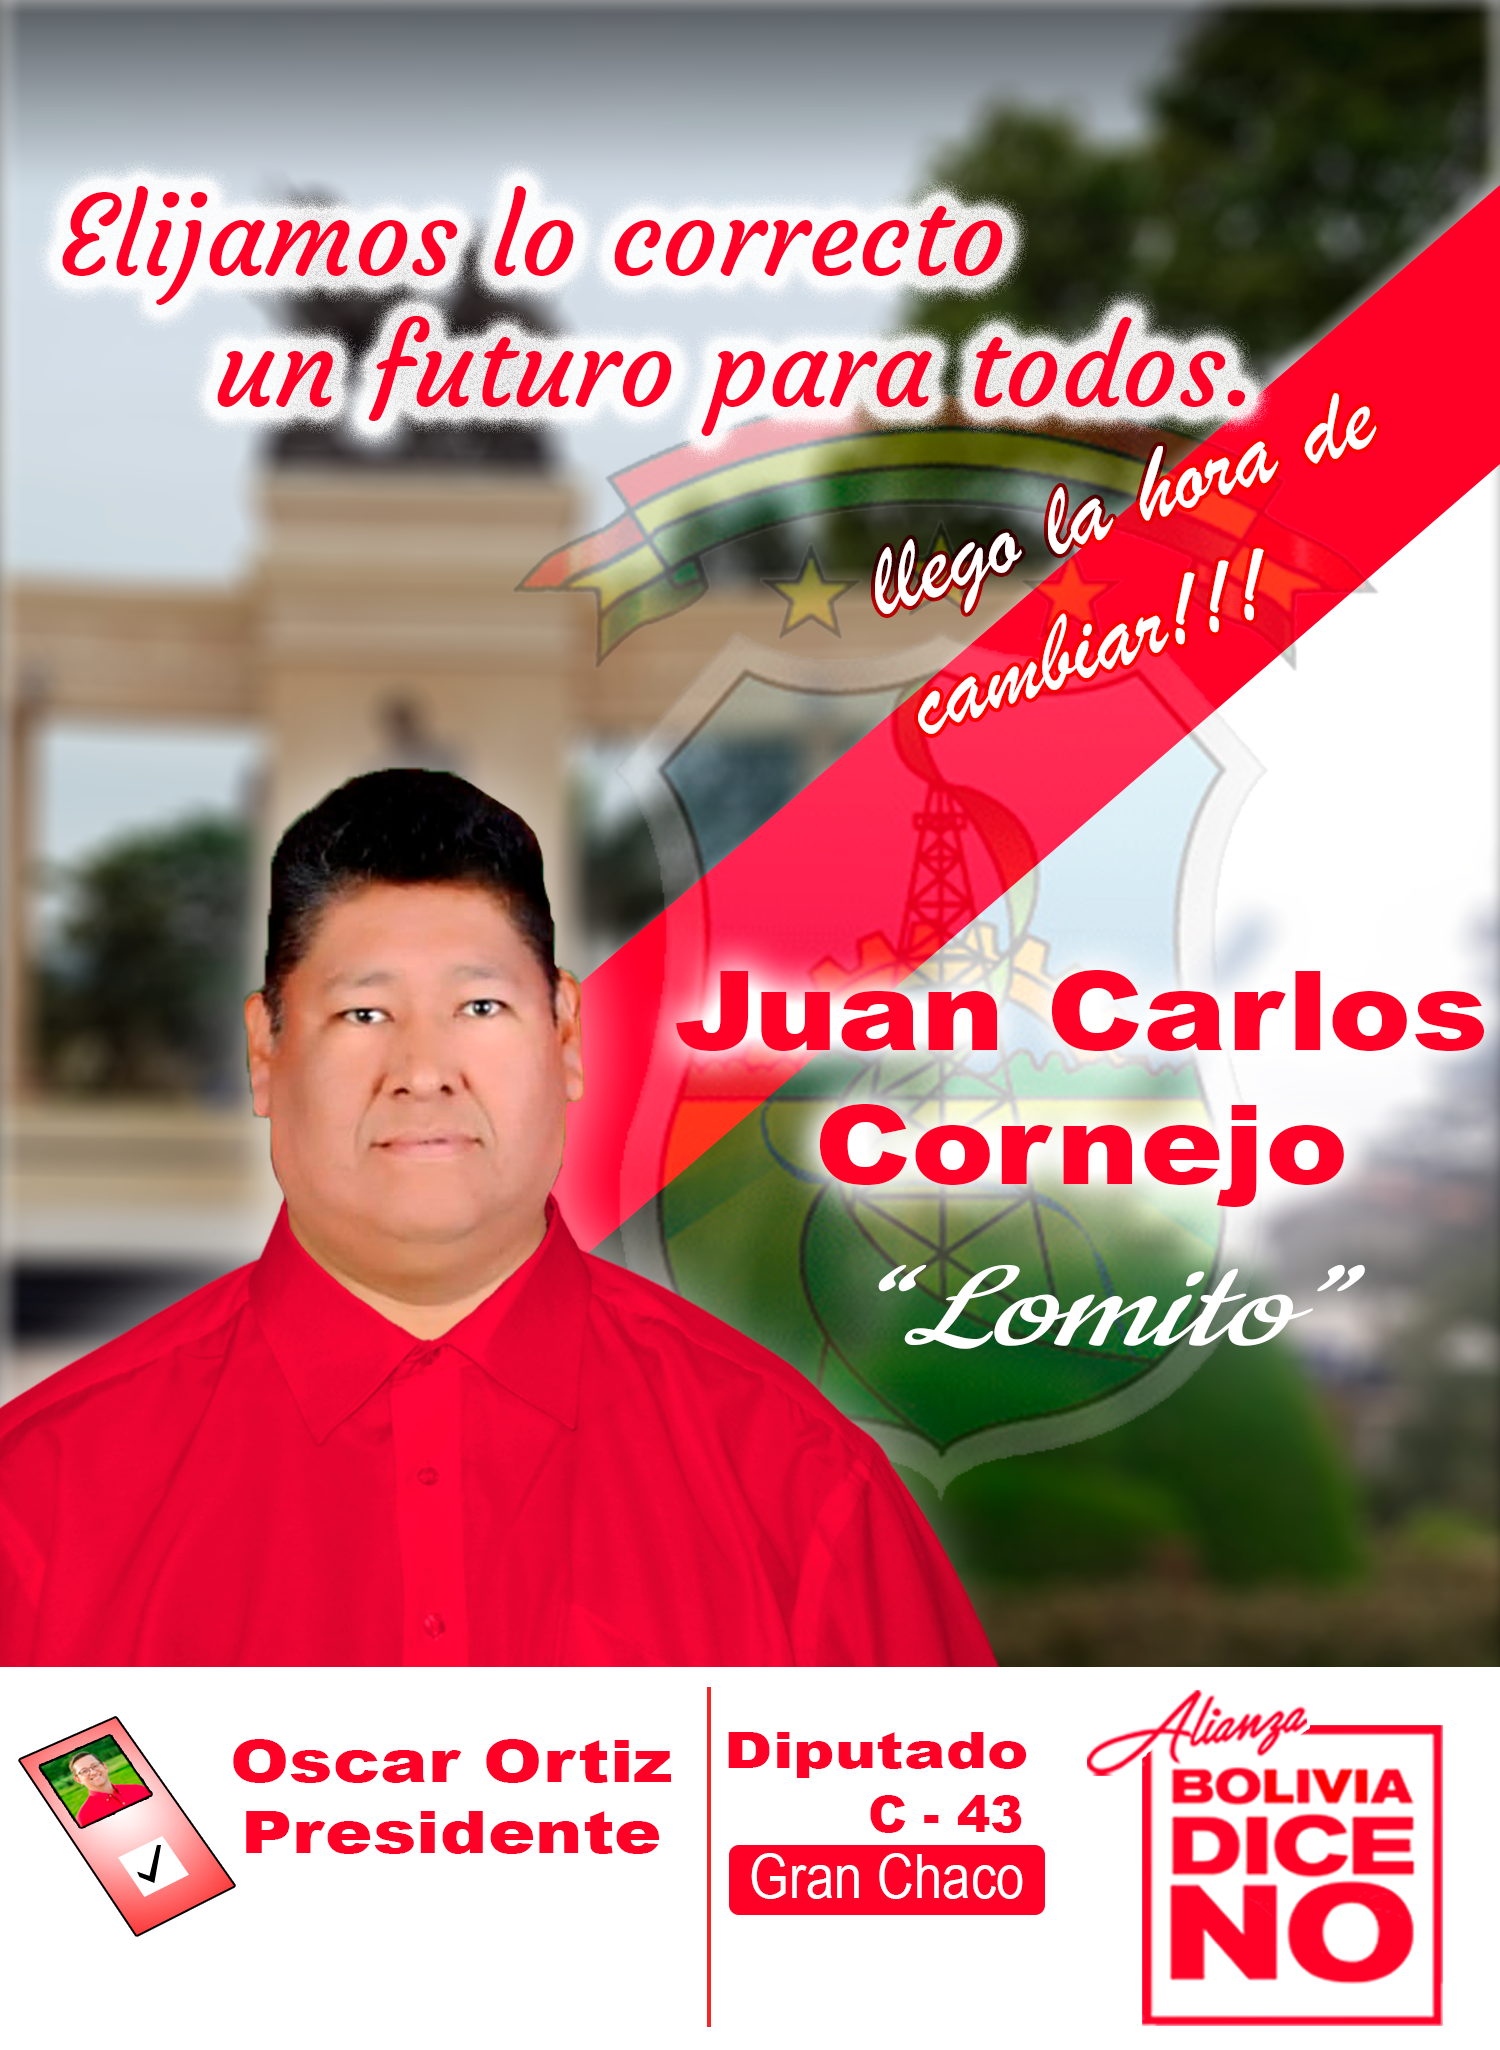 Elijamos lo correcto
un futuro para todos.
llego la hora de
cambiar!!!
Juan Carlos
Cornejo
"Lomito"
Oscar Ortiz
Presidente
Diputado
C - 43
Gran Chaco
Alianza
BOLIVIA
DICE
NO